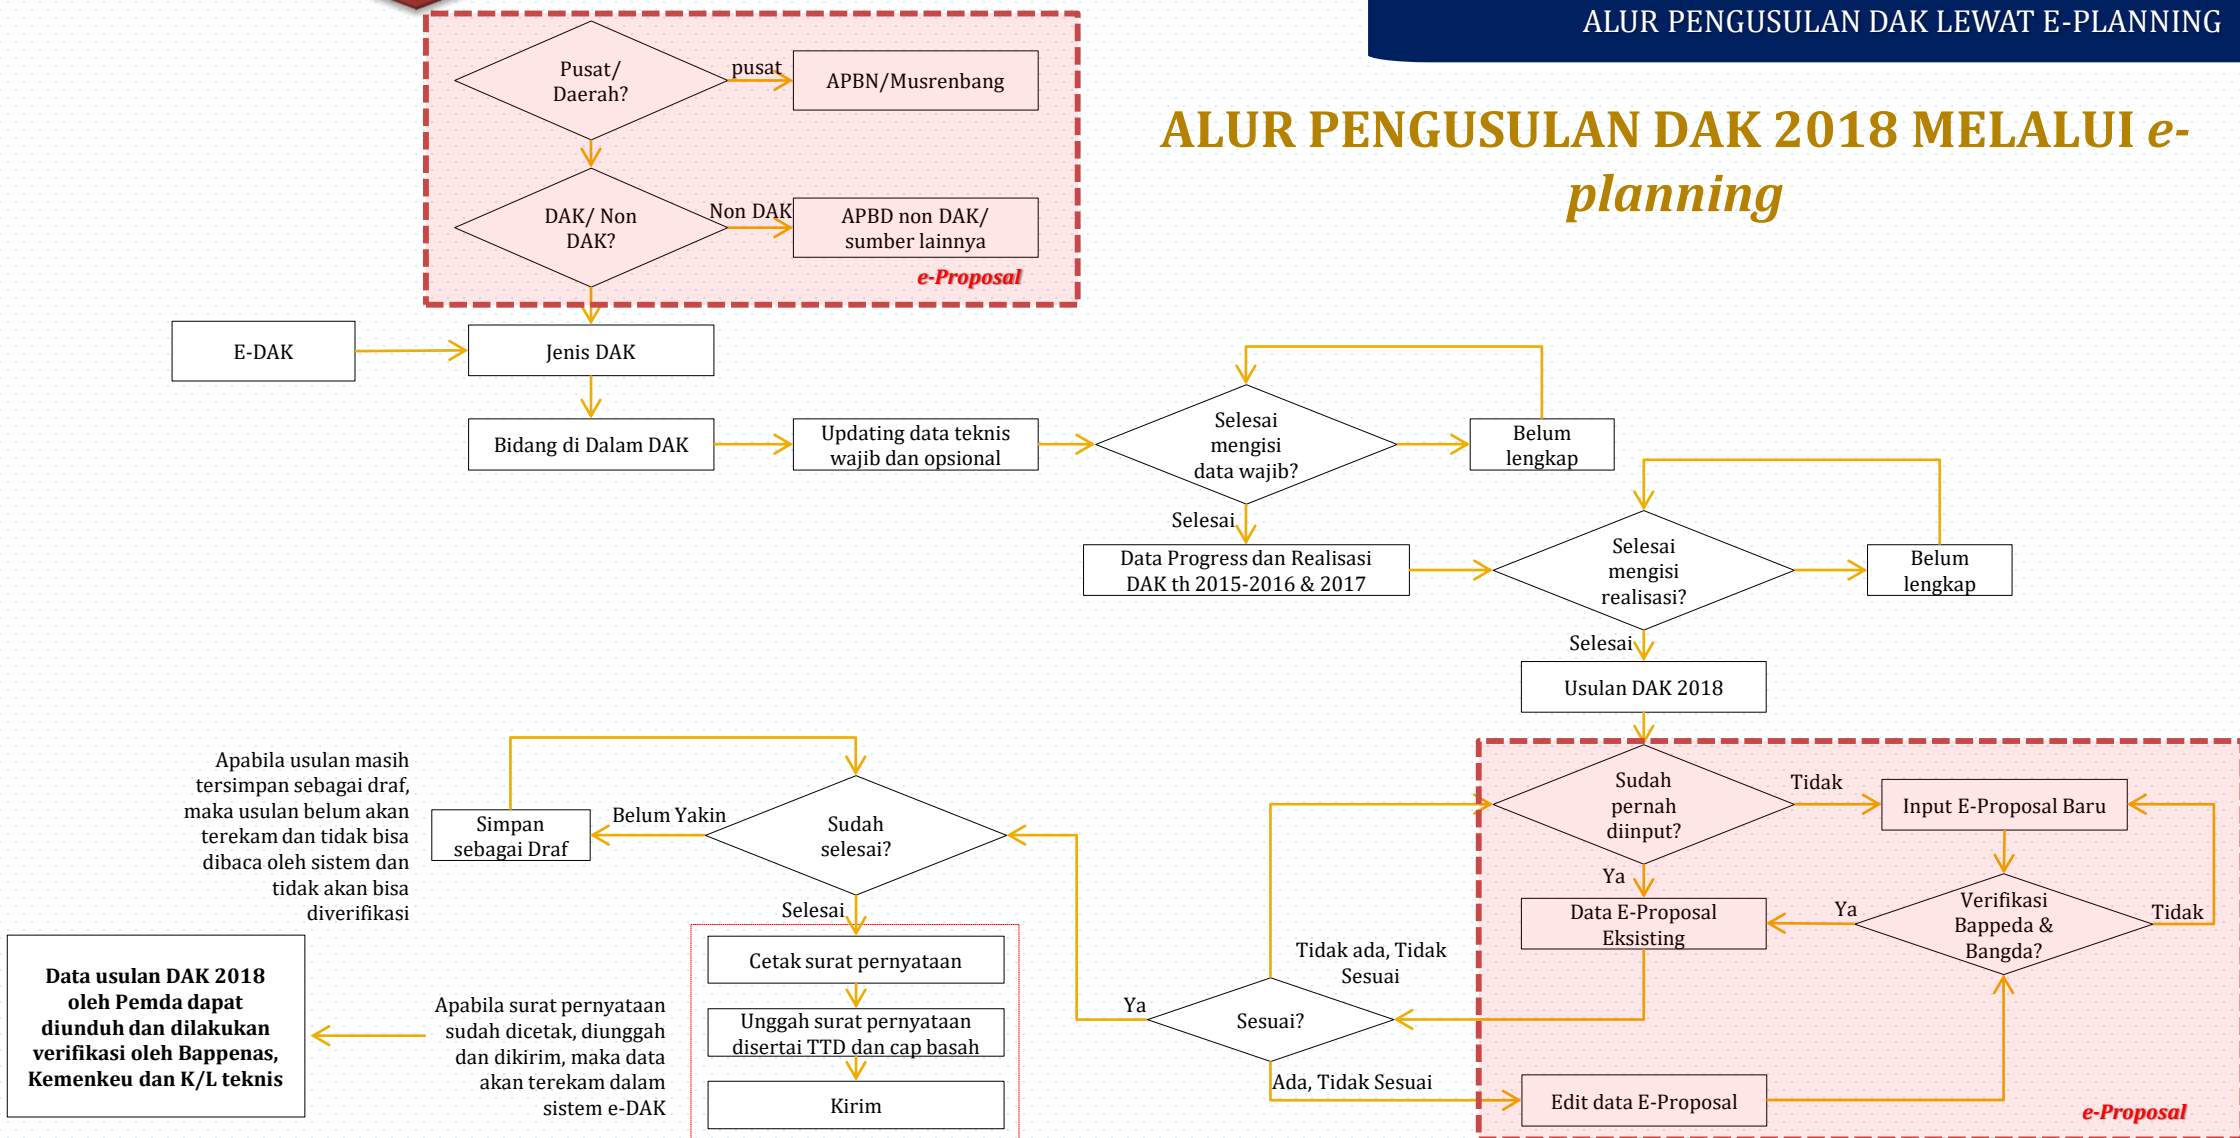 ALUR PENGUSULAN DAK LEWAT E-PLANNING
ALUR PENGUSULAN DAK 2018 MELALUI e-
planning
Pusat/
Daerah?
pusat
APBN/Musrenbang
DAK/ Non
DAK?
Non DAK
APBD non DAK/
sumber lainnya
e-Proposal
E-DAK
Jenis DAK
Bidang di Dalam DAK
Updating data teknis
wajib dan opsional
Selesai
mengisi
data wajib?
Belum
lengkap
Selesai
Data Progress dan Realisasi
DAK th 2015-2016 & 2017
Selesai
mengisi
realisasi?
Belum
lengkap
Selesai
Usulan DAK 2018
Sudah
pernah
diinput?
Tidak
Input E-Proposal Baru
Ya
Data E-Proposal
Eksisting
Ya
Verifikasi
Bappeda &
Bangda?
Tidak
Tidak ada, Tidak
Sesuai
Sesuai?
Ya
Ada, Tidak Sesuai
Edit data E-Proposal
e-Proposal
Sudah
selesai?
Belum Yakin
Simpan
sebagai Draf
Apabila usulan masih
tersimpan sebagai draf,
maka usulan belum akan
terekam dan tidak bisa
dibaca oleh sistem dan
tidak akan bisa
diverifikasi
Selesai
Cetak surat pernyataan
Unggah surat pernyataan
disertai TTD dan cap basah
Kirim
Apabila surat pernyataan
sudah dicetak, diunggah
dan dikirim, maka data
akan terekam dalam
sistem e-DAK
Data usulan DAK 2018
oleh Pemda dapat
diunduh dan dilakukan
verifikasi oleh Bappenas,
Kemenkeu dan K/L teknis